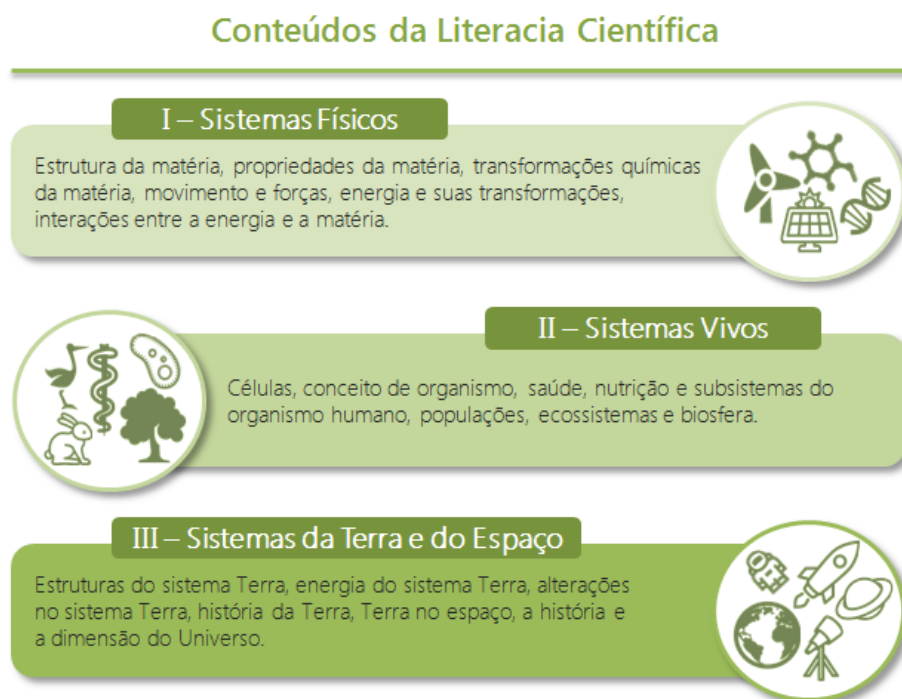 Conteúdos da Literacia Científica
I – Sistemas Físicos
Estrutura da matéria, propriedades da matéria, transformações químicas
da matéria, movimento e forças, energia e suas transformações,
interações entre a energia e a matéria.
II – Sistemas Vivos
Células, conceito de organismo, saúde, nutrição e subsistemas do
organismo humano, populações, ecossistemas e biosfera.
III – Sistemas da Terra e do Espaço
Estruturas do sistema Terra, energia do sistema Terra, alterações
no sistema Terra, história da Terra, Terra no espaço, a história e
a dimensão do Universo.